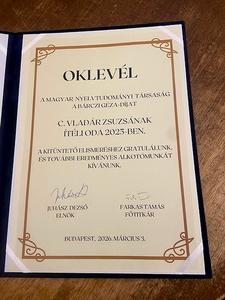 OKLEVÉL
A MAGYAR NYELVTUDOMÁNYI TÁRSASÁG
A BÁRCZI GÉZA-DÍJAT
C. VLADÁR ZSUZSÁNAK
ÍTÉLI ODA 2025-BEN.
A KITÜNTETŐ ELISMERÉSHEZ GRATULÁLUNK,
ÉS TOVÁBBI EREDMÉNYES ALKOTÓMUNKÁT
KÍVÁNUNK.
JUHÁSZ DEZSŐ FARKAS TAMÁS
ELNÖK FŐTITKÁR
BUDAPEST, 2026. MÁRCIUS 3.